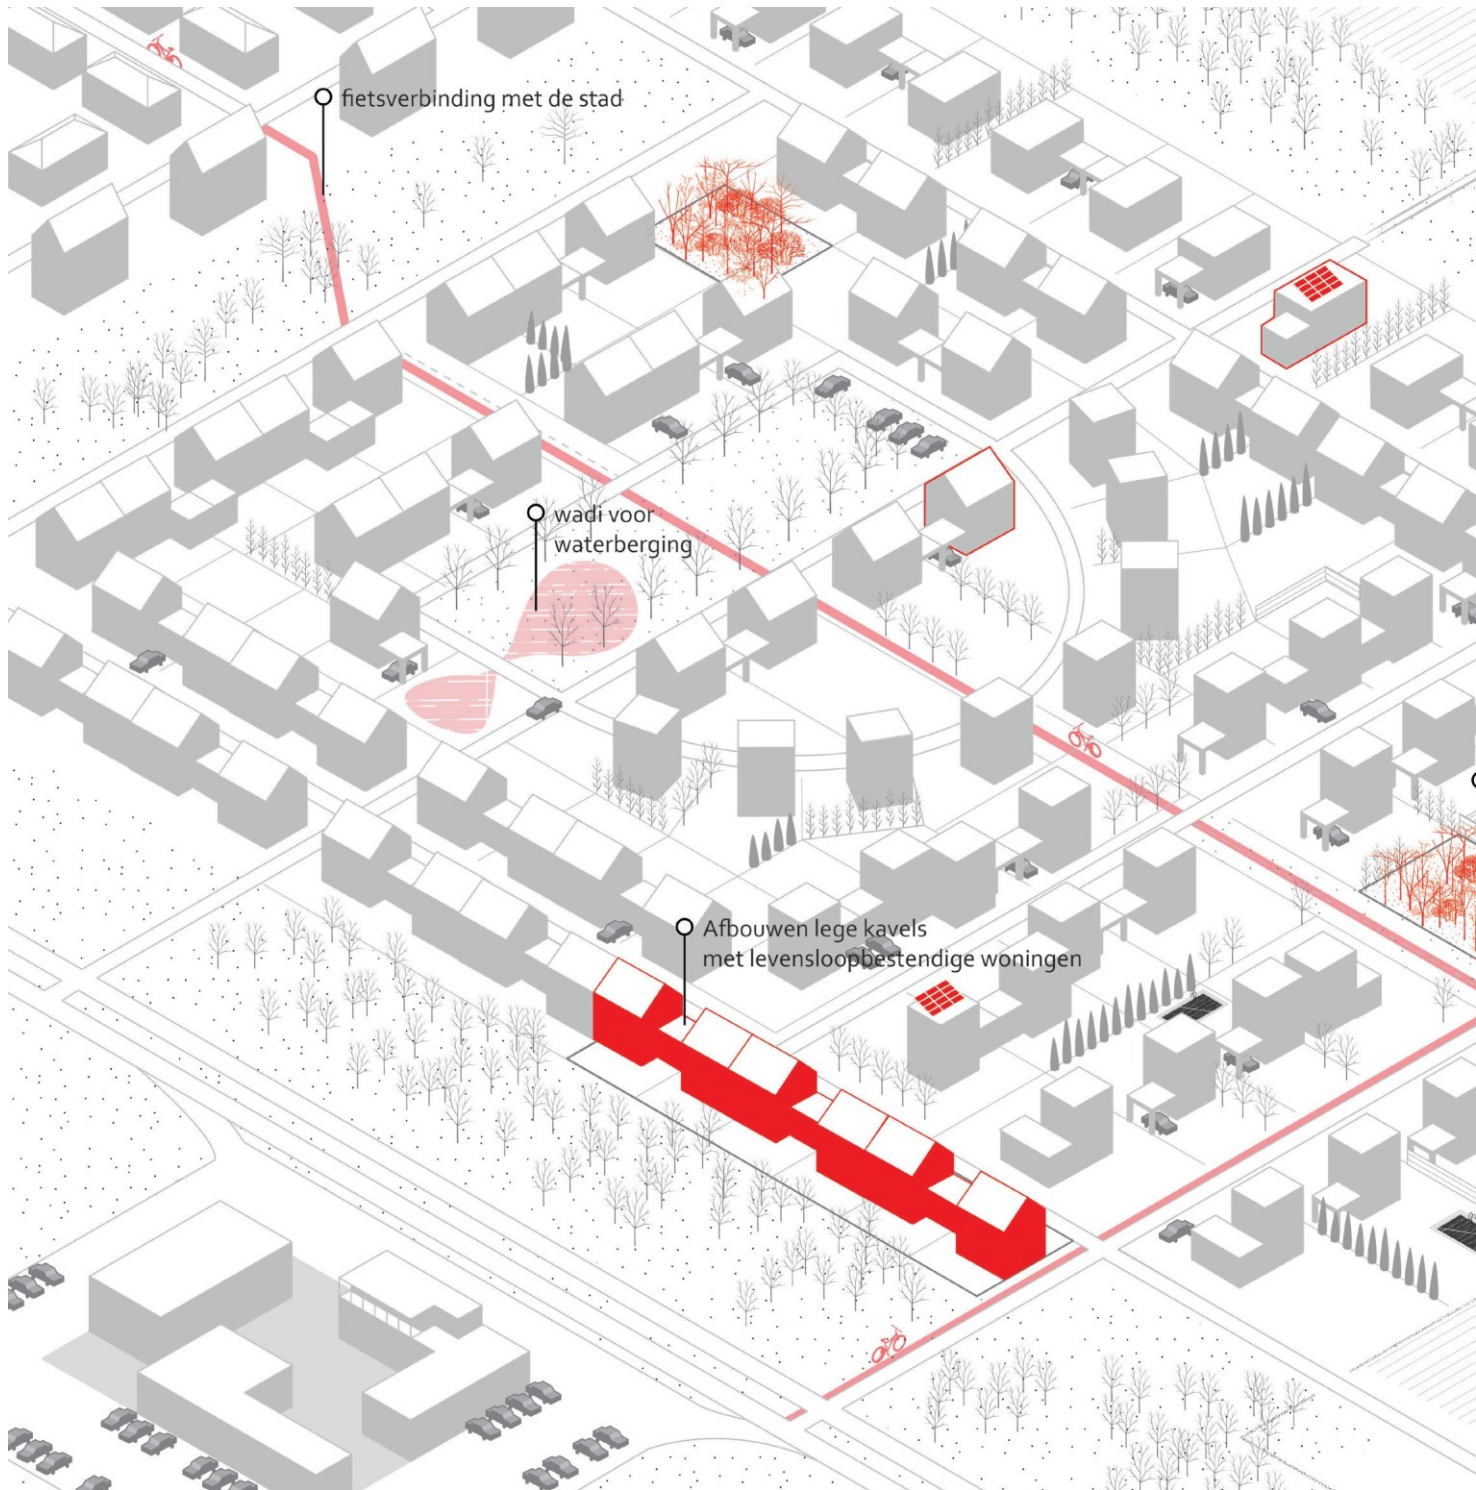 fietsverbinding met de stad
wadi voor
waterberging
Afbouwen lege kavels
met levensloopbestendige woningen